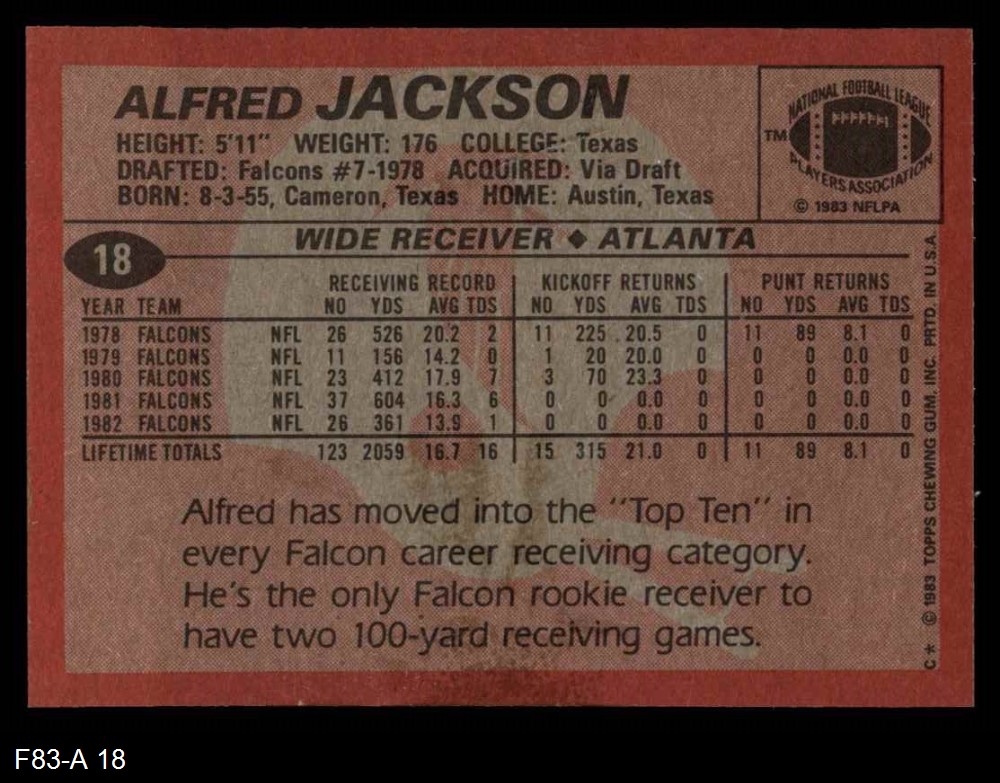 ALFRED JACKSON
HEIGHT: 5'11" WEIGHT: 176 COLLEGE: Texas
DRAFTED: Falcons #7-1978 ACQUIRED: Via Draft
BORN: 8-3-55, Cameron, Texas HOME: Austin, Texas
NATIONAL FOOTBALL LEAGUE
TM
PLAYERS ASSOCIATION
© 1983 NFLPA
18
WIDE RECEIVER ◆ ATLANTA
RECEIVING RECORD KICKOFF RETURNS PUNT RETURNS
YEAR TEAM NO YDS AVG TDS NO YDS AVG TDS NO YDS AVG TDS
1978 FALCONS NFL 26 526 20.2 2 11 225 20.5 0 11 89 8.1 0
1979 FALCONS NFL 11 156 14.2 0 1 20 20.0 0 0 0 0.0 0
1980 FALCONS NFL 23 412 17.9 7 3 70 23.3 0 0 0 0.0 0
1981 FALCONS NFL 37 604 16.3 6 0 0 0.0 0 0 0 0.0 0
1982 FALCONS NFL 26 361 13.9 1 0 0 0.0 0 0 0 0.0 0
LIFETIME TOTALS 123 2059 16.7 16 15 315 21.0 0 11 89 8.1 0
Alfred has moved into the "Top Ten" in
every Falcon career receiving category.
He's the only Falcon rookie receiver to
have two 100-yard receiving games.
C* © 1983 TOPPS CHEWING GUM, INC. PRTD. IN U.S.A.
F83-A 18